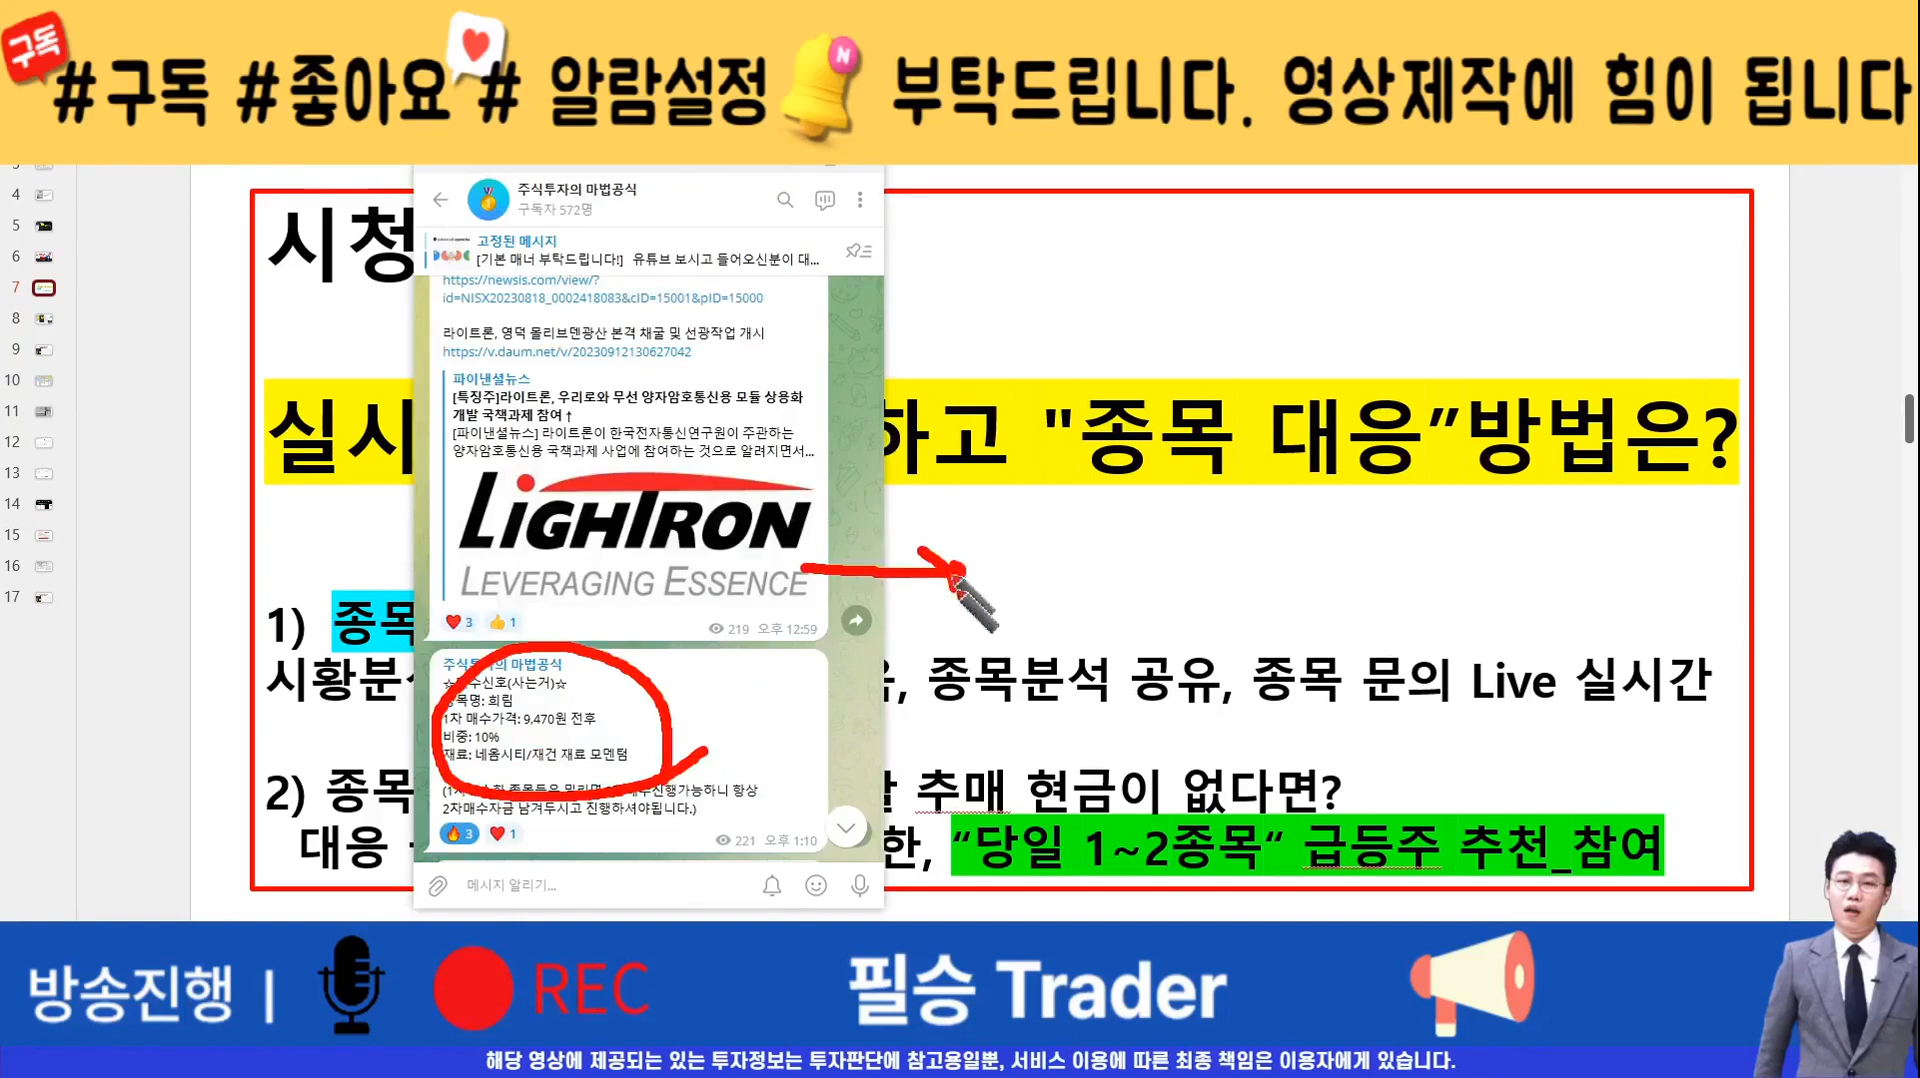 구독
#구독 #좋아요 # 알람설정 N 부탁드립니다. 영상제작에 힘이 됩니다
4
5
6
7
8
9
10
11
12
13
14
15
16
17
시청
실시 하고 "종목 대응”방법은?
1) 종목
시황분 종목분석 공유, 종목 문의 Live 실시간
2) 종목 추매 현금이 없다면?
대응 한, “당일 1~2종목“ 급등주 추천_참여
주식투자의 마법공식
구독자 572명
고정된 메시지
[기본 매너 부탁드립니다!] 유튜브 보시고 들어오신분이 대...
https://newsis.com/view/?
id=NISX20230818_0002418083&cID=15001&pID=15000
라이트론, 영덕 몰리브덴광산 본격 채굴 및 선광작업 개시
https://v.daum.net/v/20230912130627042
파이낸셜뉴스
[특징주]라이트론, 우리로와 무선 양자암호통신용 모듈 상용화
개발 국책과제 참여↑
[파이낸셜뉴스] 라이트론이 한국전자통신연구원이 주관하는
양자암호통신용 국책과제 사업에 참여하는 것으로 알려지면서...
LIGHTRON
LEVERAGING ESSENCE
3 1
219 오후 12:59
주식투자의 마법공식
매수신호(사는거)☆
종목명: 희림
1차 매수가격: 9,470원 전후
비중: 10%
재료: 네옴시티/재건 재료 모멘텀
진행가능하니 항상
2차매수자금 남겨두시고 진행하셔야됩니다.)
3 1
221 오후 1:10
메시지 알리기...
방송진행 | REC 필승 Trader
해당 영상에 제공되는 있는 투자정보는 투자판단에 참고용일뿐, 서비스 이용에 따른 최종 책임은 이용자에게 있습니다.